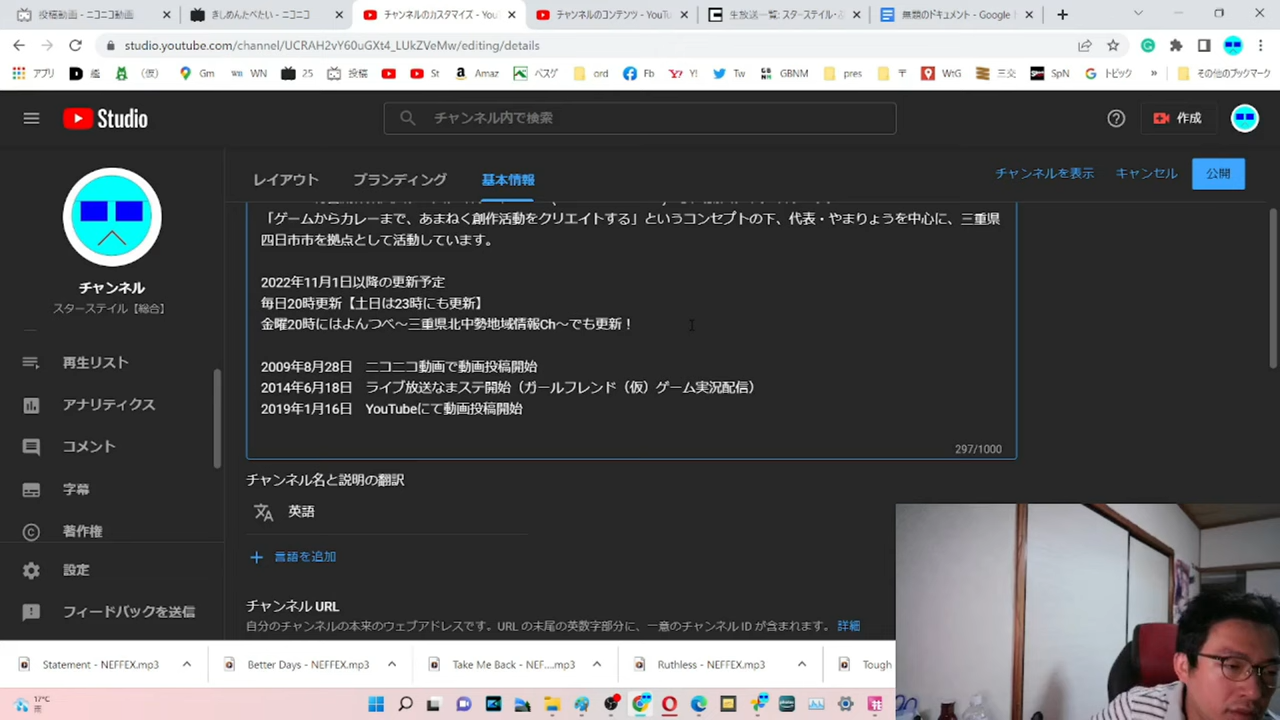 投稿動画 - ニコニコ動画
きしめんたべたい - ニコニコ
チャンネルのカスタマイズ - YouT
チャンネルのコンテンツ - YouTu
生放送一覧: スターステイル・
無題のドキュメント - Google ト
studio.youtube.com/channel/UCRAH2vY60uGXt4_LUkZVeMw/editing/details
アプリ
艦
(仮)
Gm
WN
25
投稿
St
Amaz
ベスゲ
ord
Fb
Y!
Tw
GBNM
pres
〒
WtG
三交
SpN
トピック
»
その他のブックマーク
Studio
チャンネル内で検索
作成
レイアウト
ブランディング
基本情報
チャンネルを表示
キャンセル
公開
チャンネル
スターステイル【総合】
再生リスト
アナリティクス
コメント
字幕
著作権
設定
フィードバックを送信
「ゲームからカレーまで、あまねく創作活動をクリエイトする」というコンセプトの下、代表・やまりょうを中心に、三重県
四日市市を拠点として活動しています。
2022年11月1日以降の更新予定
毎日20時更新【土日は23時にも更新】
金曜20時にはよんつべ～三重県北中勢地域情報Ch～でも更新！
2009年8月28日　ニコニコ動画で動画投稿開始
2014年6月18日　ライブ放送なまステ開始（ガールフレンド（仮）ゲーム実況配信）
2019年1月16日　YouTubeにて動画投稿開始
297/1000
チャンネル名と説明の翻訳
英語
言語を追加
チャンネル URL
自分のチャンネルの本来のウェブアドレスです。URL の末尾の英数字部分に、一意のチャンネル ID が含まれます。詳細
Statement - NEFFEX.mp3
Better Days - NEFFEX.mp3
Take Me Back - NEF....mp3
Ruthless - NEFFEX.mp3
Tough
17°C